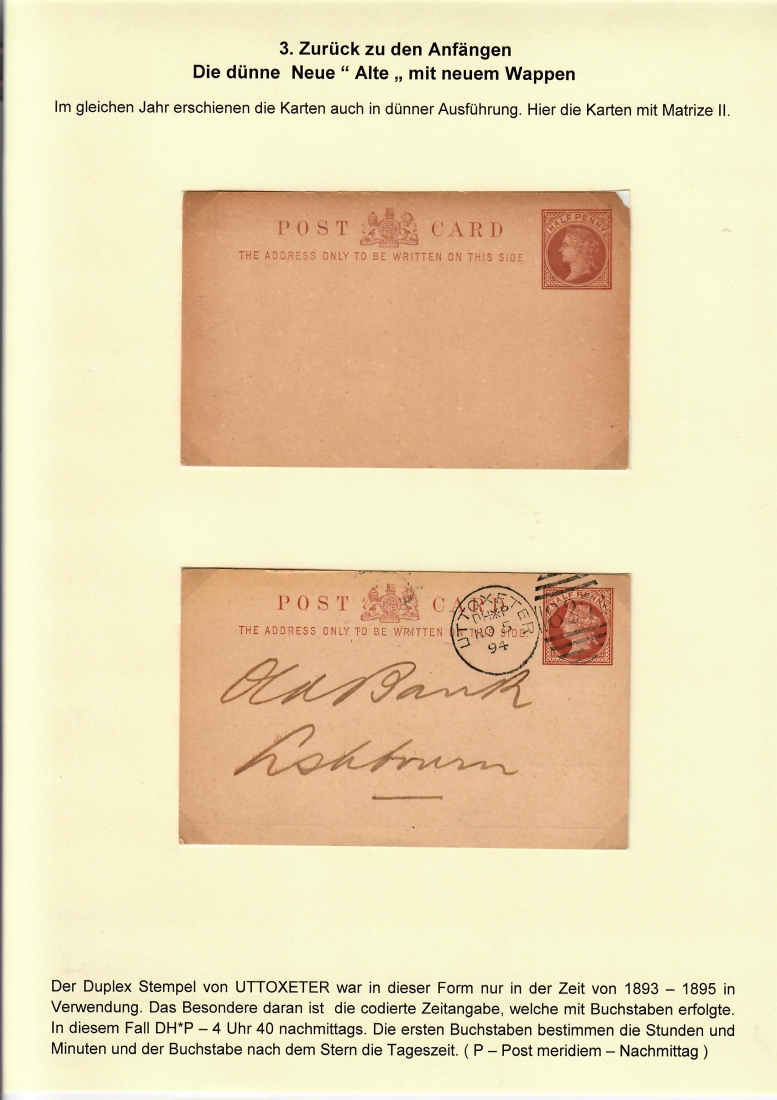 3. Zurück zu den Anfängen
Die dünne Neue “ Alte „ mit neuem Wappen
Im gleichen Jahr erschienen die Karten auch in dünner Ausführung. Hier die Karten mit Matrize II.
POST CARD
THE ADDRESS ONLY TO BE WRITTEN ON THIS SIDE
HALF PENNY
POST CARD
THE ADDRESS ONLY TO BE WRITTEN ON THIS SIDE
HALF PENNY
UTTOXETER
DH*P
NO 5
94
Old Bank
Ashbourn
Der Duplex Stempel von UTTOXETER war in dieser Form nur in der Zeit von 1893 – 1895 in
Verwendung. Das Besondere daran ist die codierte Zeitangabe, welche mit Buchstaben erfolgte.
In diesem Fall DH*P – 4 Uhr 40 nachmittags. Die ersten Buchstaben bestimmen die Stunden und
Minuten und der Buchstabe nach dem Stern die Tageszeit. ( P – Post meridiem – Nachmittag )